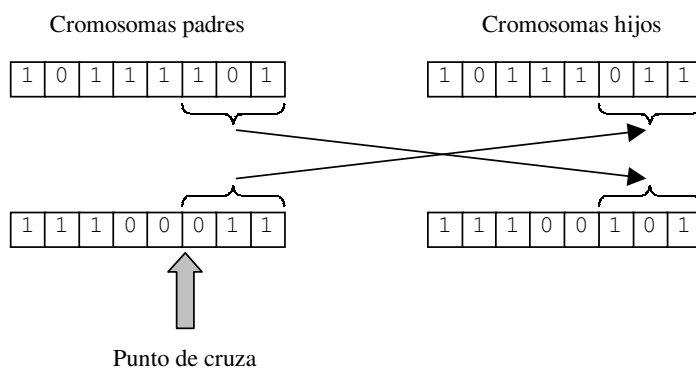 Cromosomas padres
Cromosomas hijos
1 0 1 1 1 1 0 1
1 0 1 1 1 0 1 1
1 1 1 0 0 0 1 1
1 1 1 0 0 1 0 1
Punto de cruza